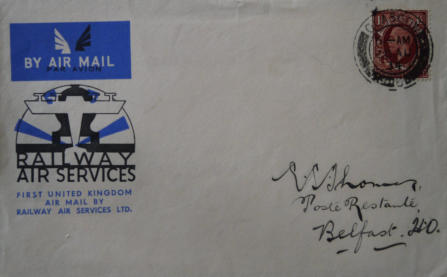 BY AIR MAIL
PAR AVION
RAILWAY
AIR SERVICES
FIRST UNITED KINGDOM
AIR MAIL BY
RAILWAY AIR SERVICES LTD.
Poste Restante,
Belfast.
AM